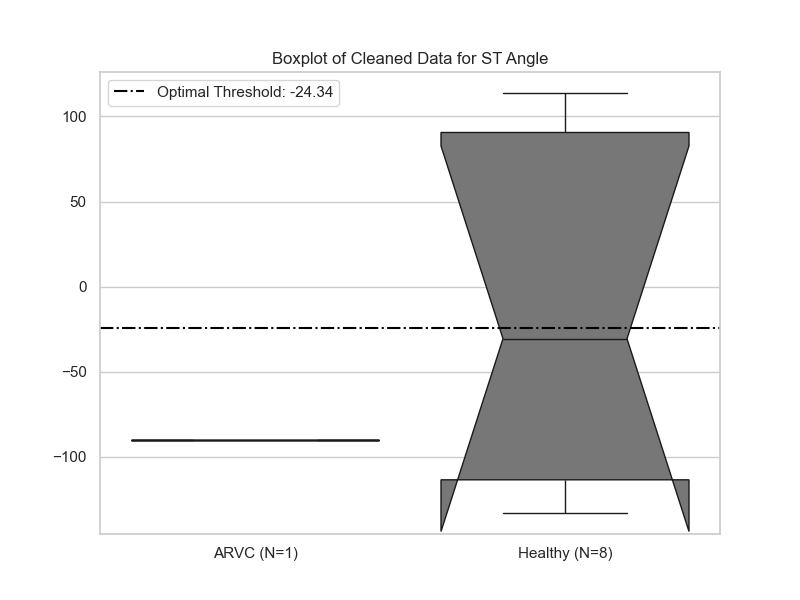 Boxplot of Cleaned Data for ST Angle
Optimal Threshold: -24.34
100
50
0
−50
−100
ARVC (N=1)
Healthy (N=8)